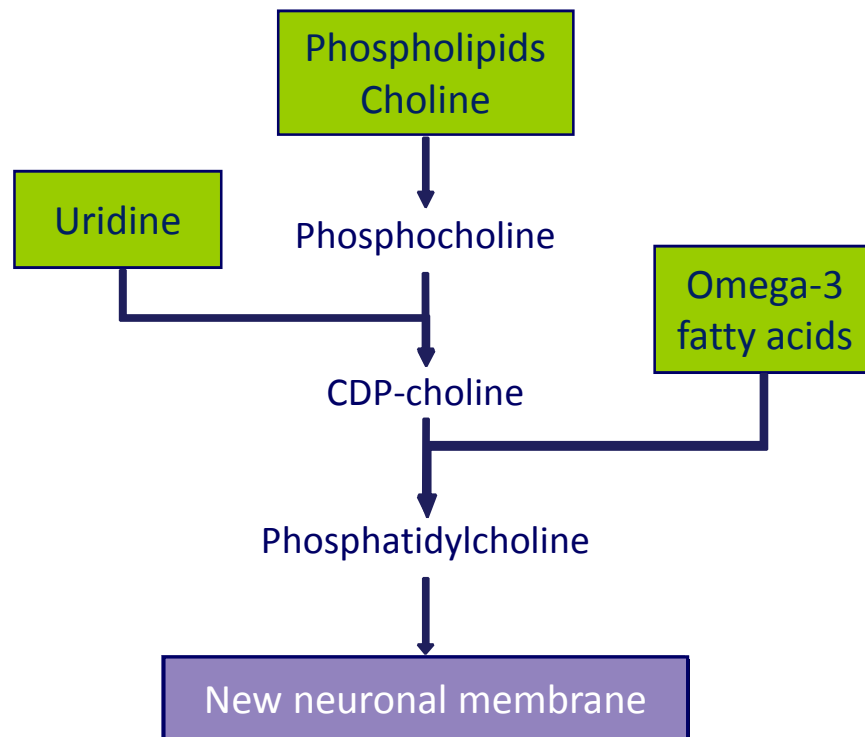 Phospholipids
Choline
Uridine
Phosphocholine
Omega-3
fatty acids
CDP-choline
Phosphatidylcholine
New neuronal membrane